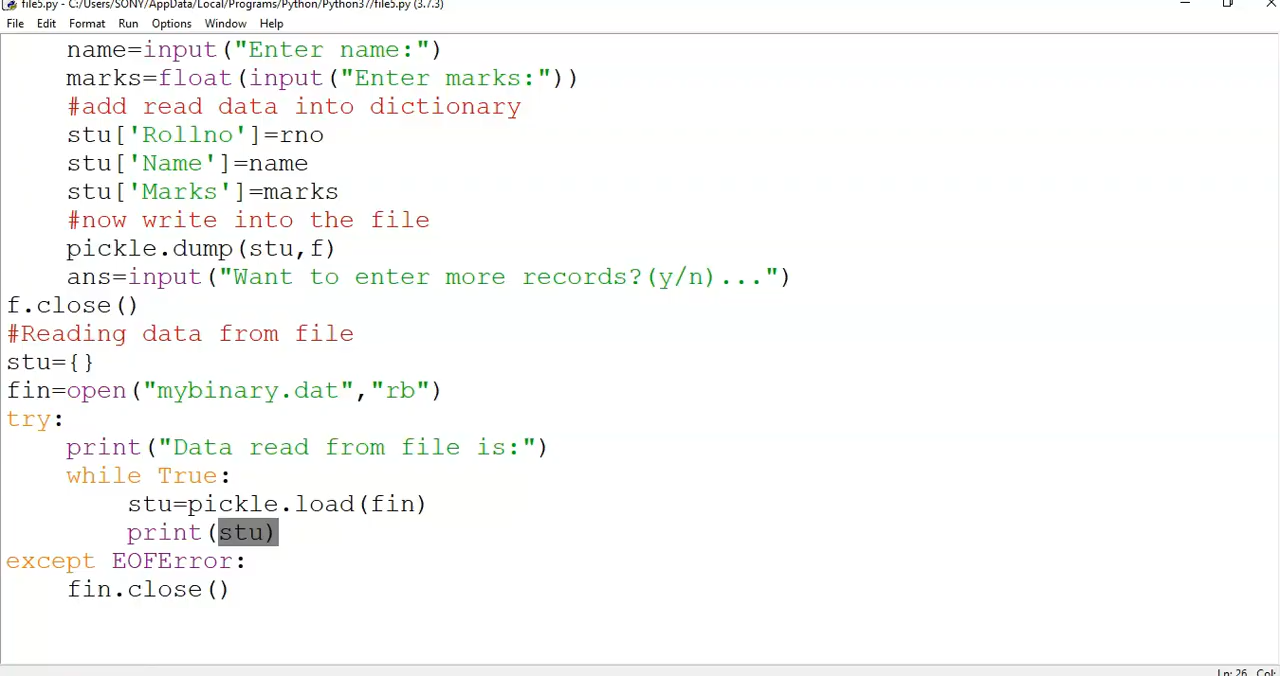 file5.py - C:/Users/SONY/AppData/Local/Programs/Python/Python37/file5.py (3.7.3)
File Edit Format Run Options Window Help
    name=input("Enter name:")
    marks=float(input("Enter marks:"))
    #add read data into dictionary
    stu['Rollno']=rno
    stu['Name']=name
    stu['Marks']=marks
    #now write into the file
    pickle.dump(stu,f)
    ans=input("Want to enter more records?(y/n)...")
f.close()
#Reading data from file
stu={}
fin=open("mybinary.dat","rb")
try:
    print("Data read from file is:")
    while True:
        stu=pickle.load(fin)
        print(stu)
except EOFError:
    fin.close()
Ln: 26 Col: